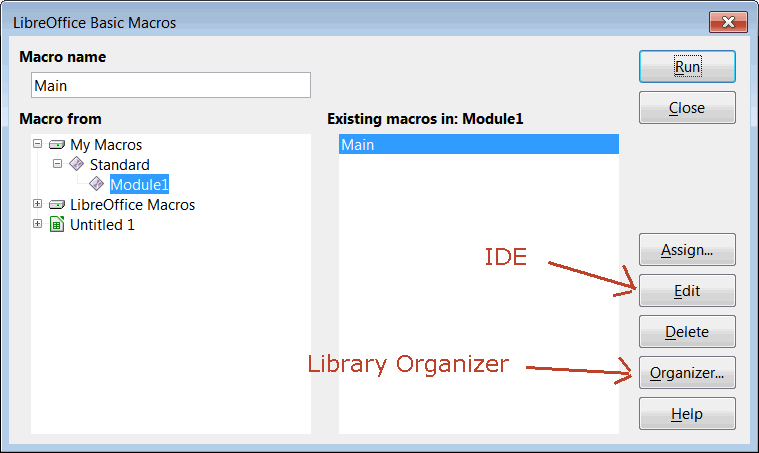 LibreOffice Basic Macros
Macro name
Main
Run
Close
Macro from
My Macros
Standard
Module1
LibreOffice Macros
Untitled 1
Existing macros in: Module1
Main
IDE
Library Organizer
Assign...
Edit
Delete
Organizer...
Help